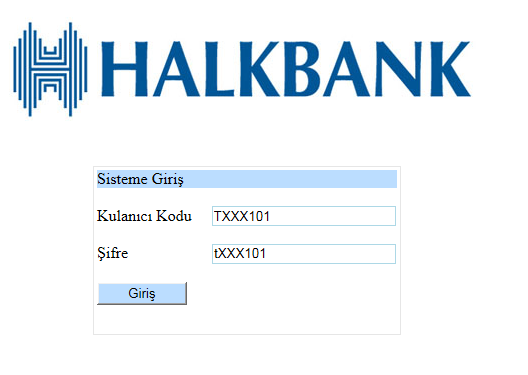 HALKBANK
Sisteme Giriş
Kulanıcı Kodu TXXX101
Şifre tXXX101
Giriş